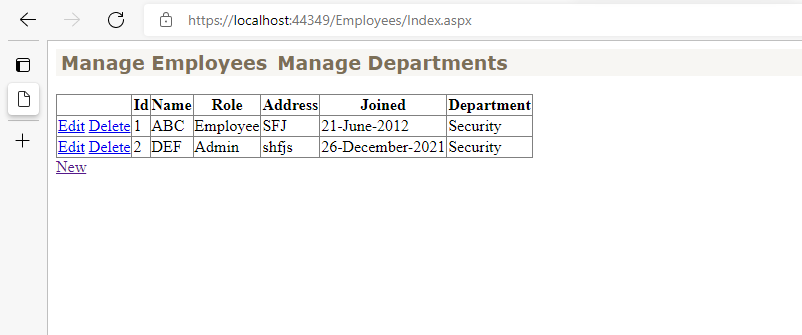 https://localhost:44349/Employees/Index.aspx
Manage Employees Manage Departments
Id Name Role Address Joined Department
Edit Delete 1 ABC Employee SFJ 21-June-2012 Security
Edit Delete 2 DEF Admin shfjs 26-December-2021 Security
New